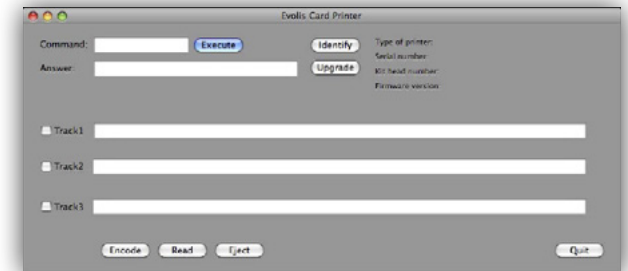 Evolis Card Printer
Command: Execute Identify Type of printer:
Serial number
Answer: Upgrade Kit head number:
Firmware version
Track1
Track2
Track3
Encode Read Eject Quit